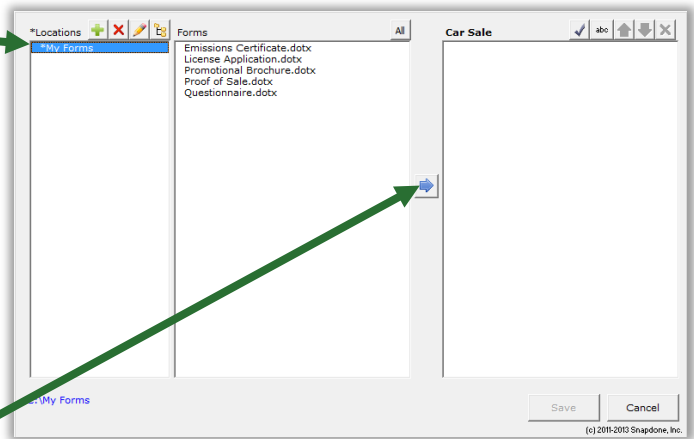 *Locations
Forms
All
Car Sale
abc
*My Forms
Emissions Certificate.dotx
License Application.dotx
Promotional Brochure.dotx
Proof of Sale.dotx
Questionnaire.dotx
:\My Forms
Save
Cancel
(c) 2011-2013 Snapdone, Inc.